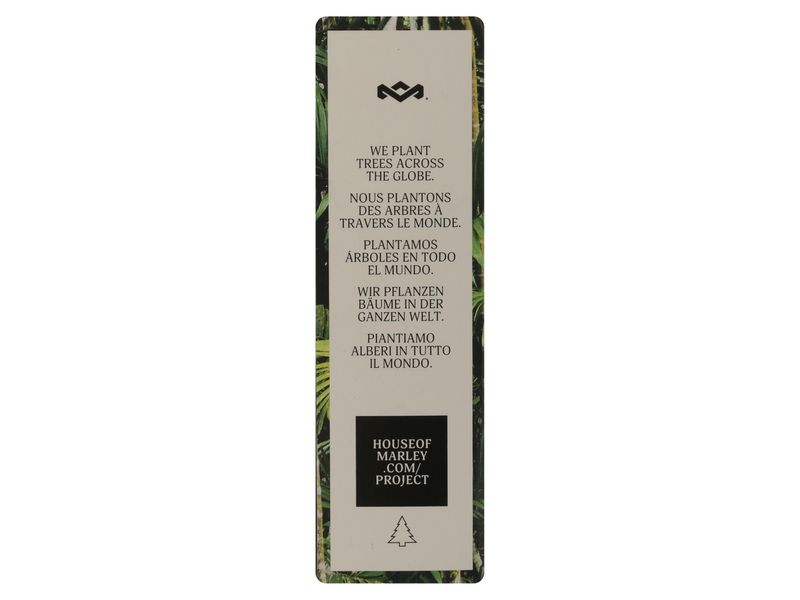 WE PLANT
TREES ACROSS
THE GLOBE.
NOUS PLANTONS
DES ARBRES À
TRAVERS LE MONDE.
PLANTAMOS
ÁRBOLES EN TODO
EL MUNDO.
WIR PFLANZEN
BÄUME IN DER
GANZEN WELT.
PIANTIAMO
ALBERI IN TUTTO
IL MONDO.
HOUSEOF
MARLEY
.COM/
PROJECT